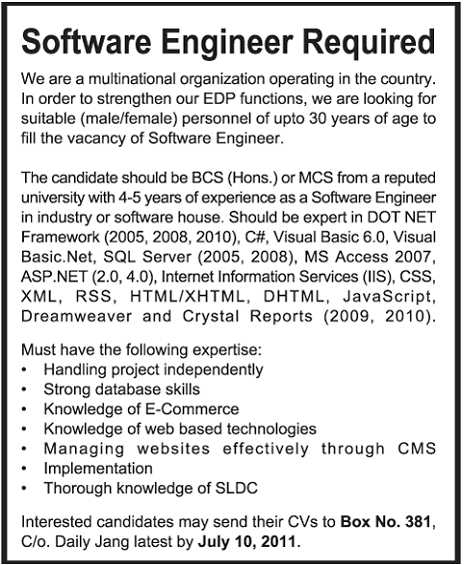 Software Engineer Required
We are a multinational organization operating in the country.
In order to strengthen our EDP functions, we are looking for
suitable (male/female) personnel of upto 30 years of age to
fill the vacancy of Software Engineer.
The candidate should be BCS (Hons.) or MCS from a reputed
university with 4-5 years of experience as a Software Engineer
in industry or software house. Should be expert in DOT NET
Framework (2005, 2008, 2010), C#, Visual Basic 6.0, Visual
Basic.Net, SQL Server (2005, 2008), MS Access 2007,
ASP.NET (2.0, 4.0), Internet Information Services (IIS), CSS,
XML, RSS, HTML/XHTML, DHTML, JavaScript,
Dreamweaver and Crystal Reports (2009, 2010).
Must have the following expertise:
• Handling project independently
• Strong database skills
• Knowledge of E-Commerce
• Knowledge of web based technologies
• Managing websites effectively through CMS
• Implementation
• Thorough knowledge of SLDC
Interested candidates may send their CVs to Box No. 381,
C/o. Daily Jang latest by July 10, 2011.